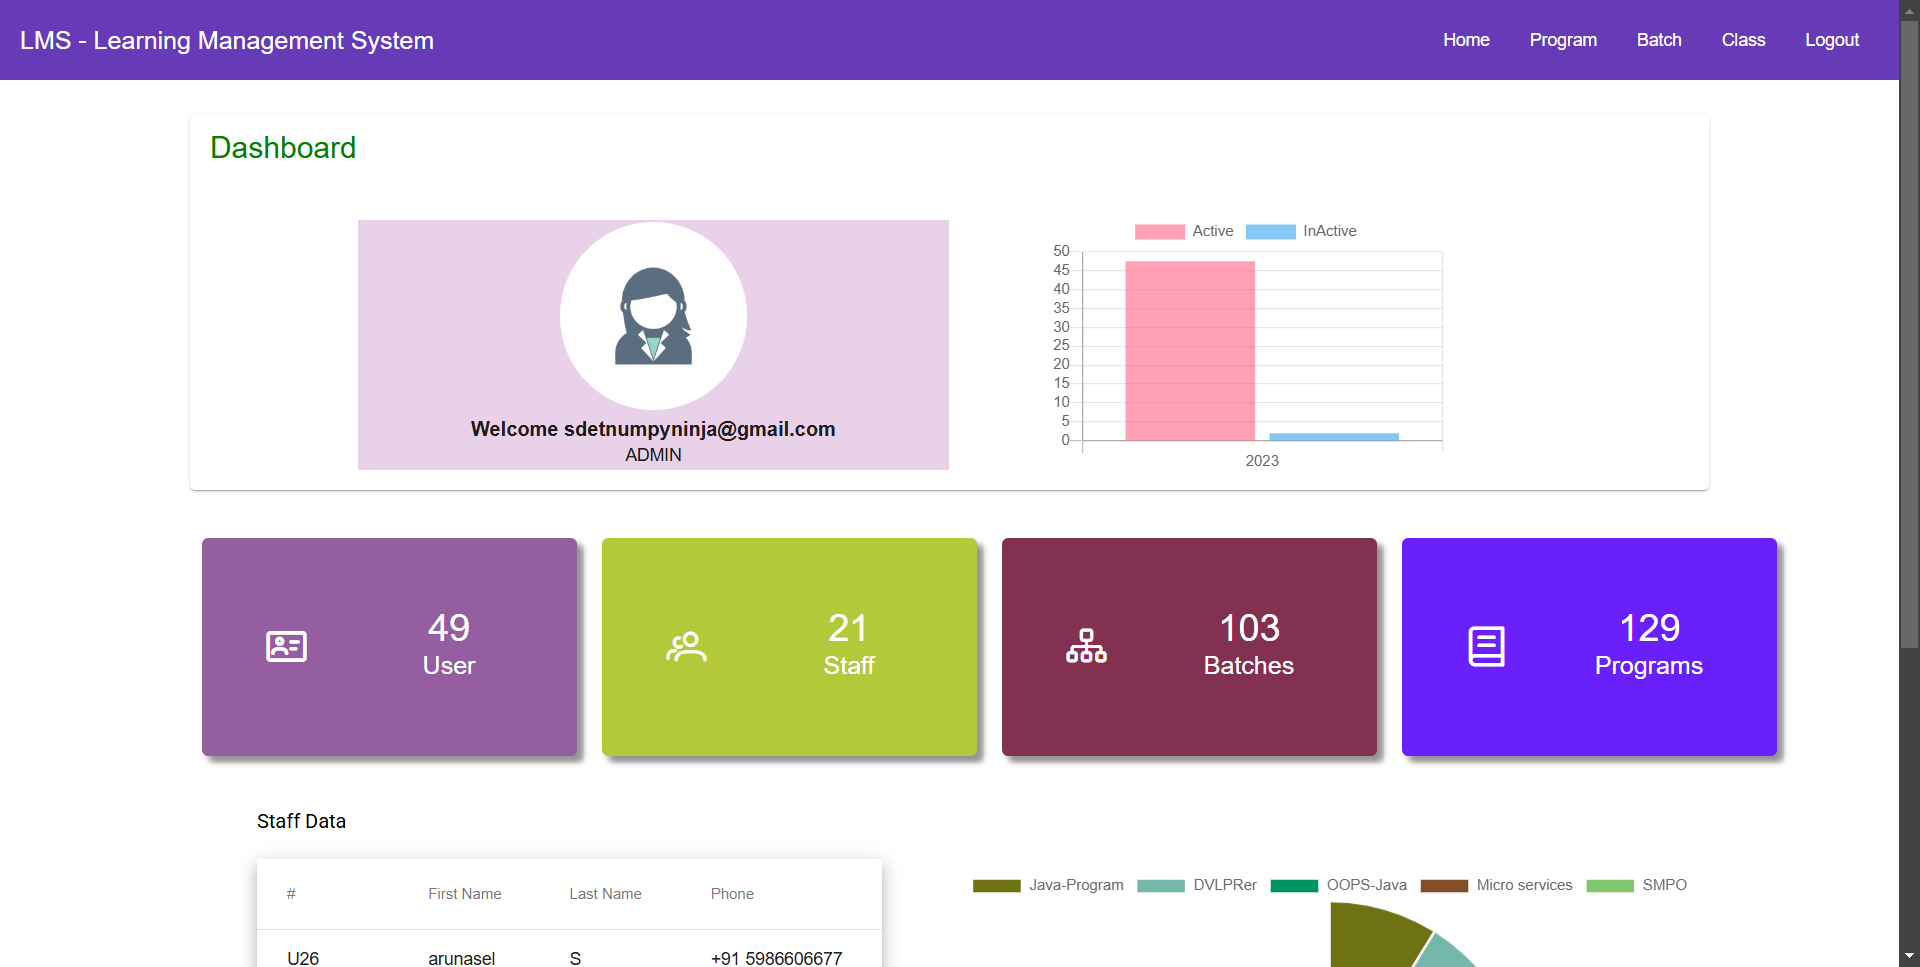 LMS - Learning Management System
Home Program Batch Class Logout
Dashboard
Welcome sdetnumpyninja@gmail.com
ADMIN
Active InActive
50
45
40
35
30
25
20
15
10
5
0
2023
49
User
21
Staff
103
Batches
129
Programs
Staff Data
# First Name Last Name Phone
U26 arunasel S +91 5986606677
Java-Program DVLPRer OOPS-Java Micro services SMPO